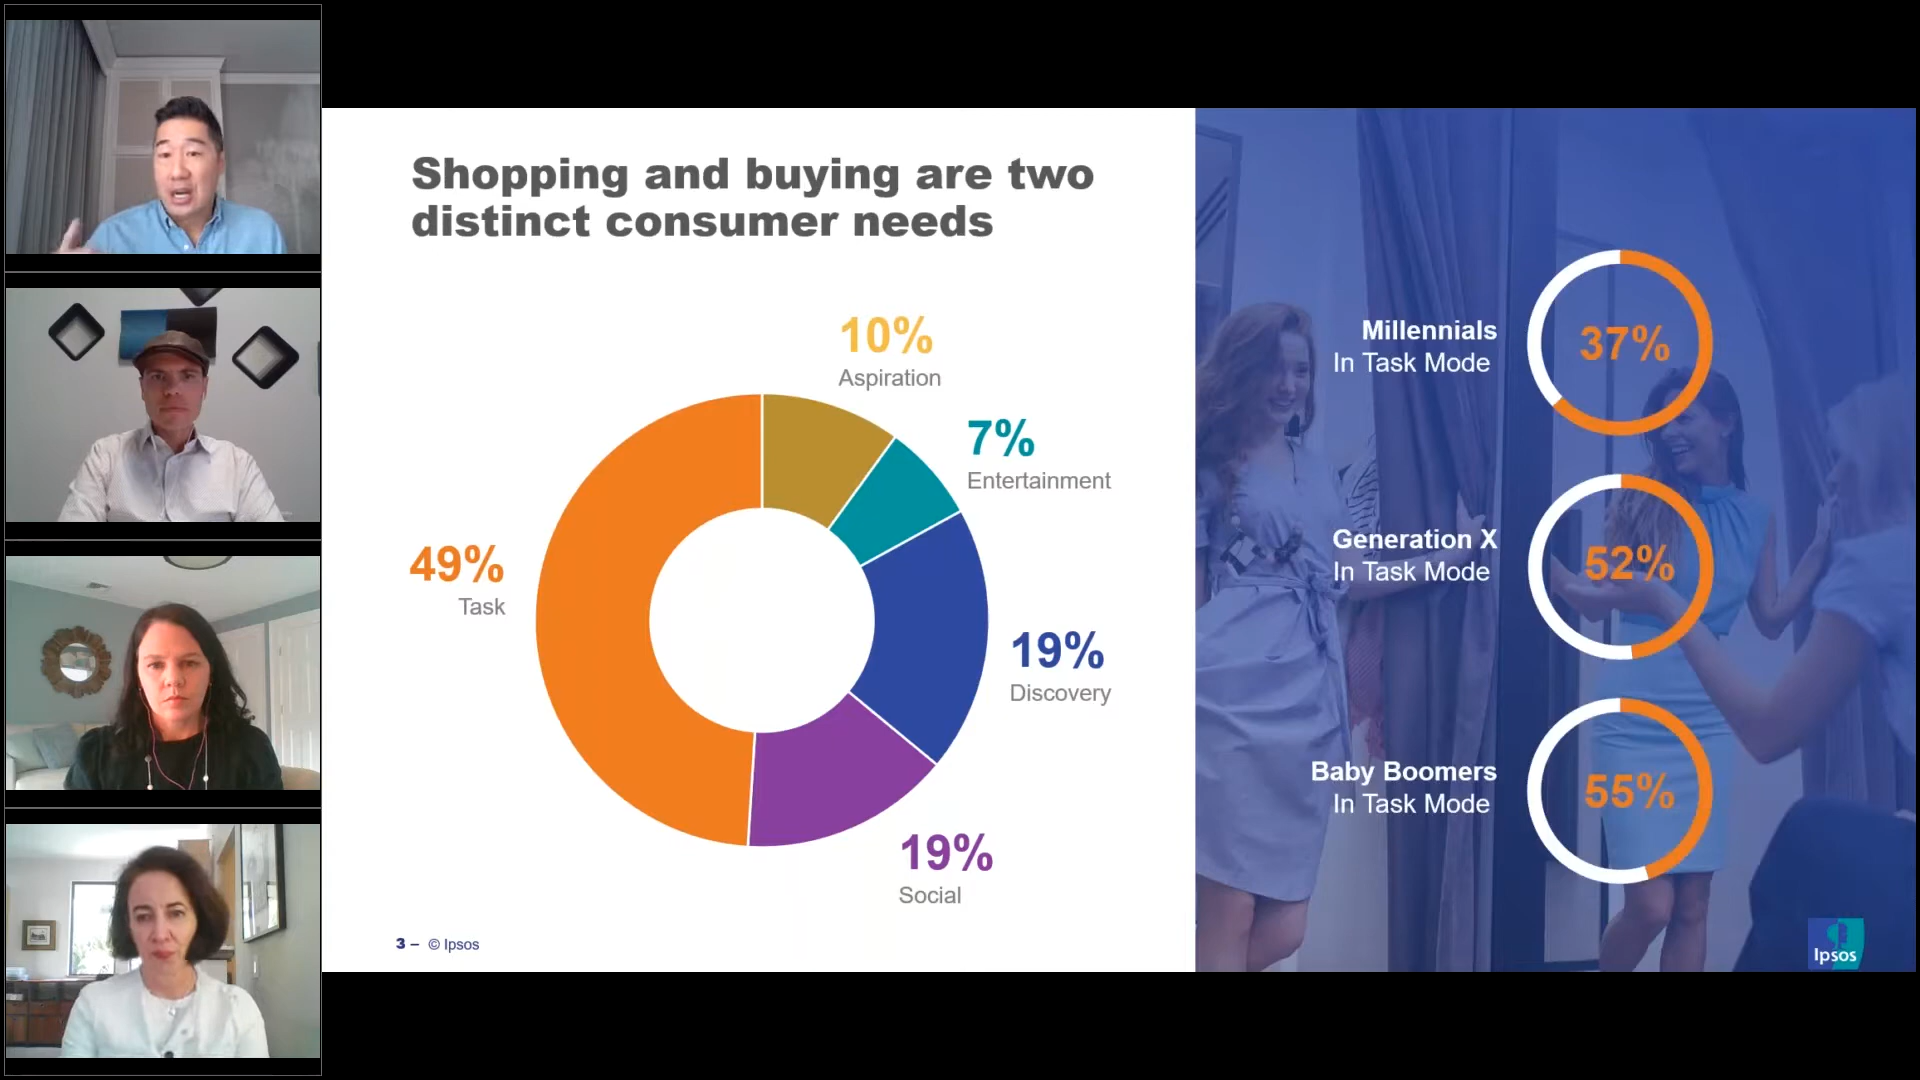 Shopping and buying are two
distinct consumer needs
10%
Aspiration
7%
Entertainment
49%
Task
19%
Discovery
19%
Social
3 – © Ipsos
Millennials
In Task Mode
37%
Generation X
In Task Mode
52%
Baby Boomers
In Task Mode
55%
Ipsos